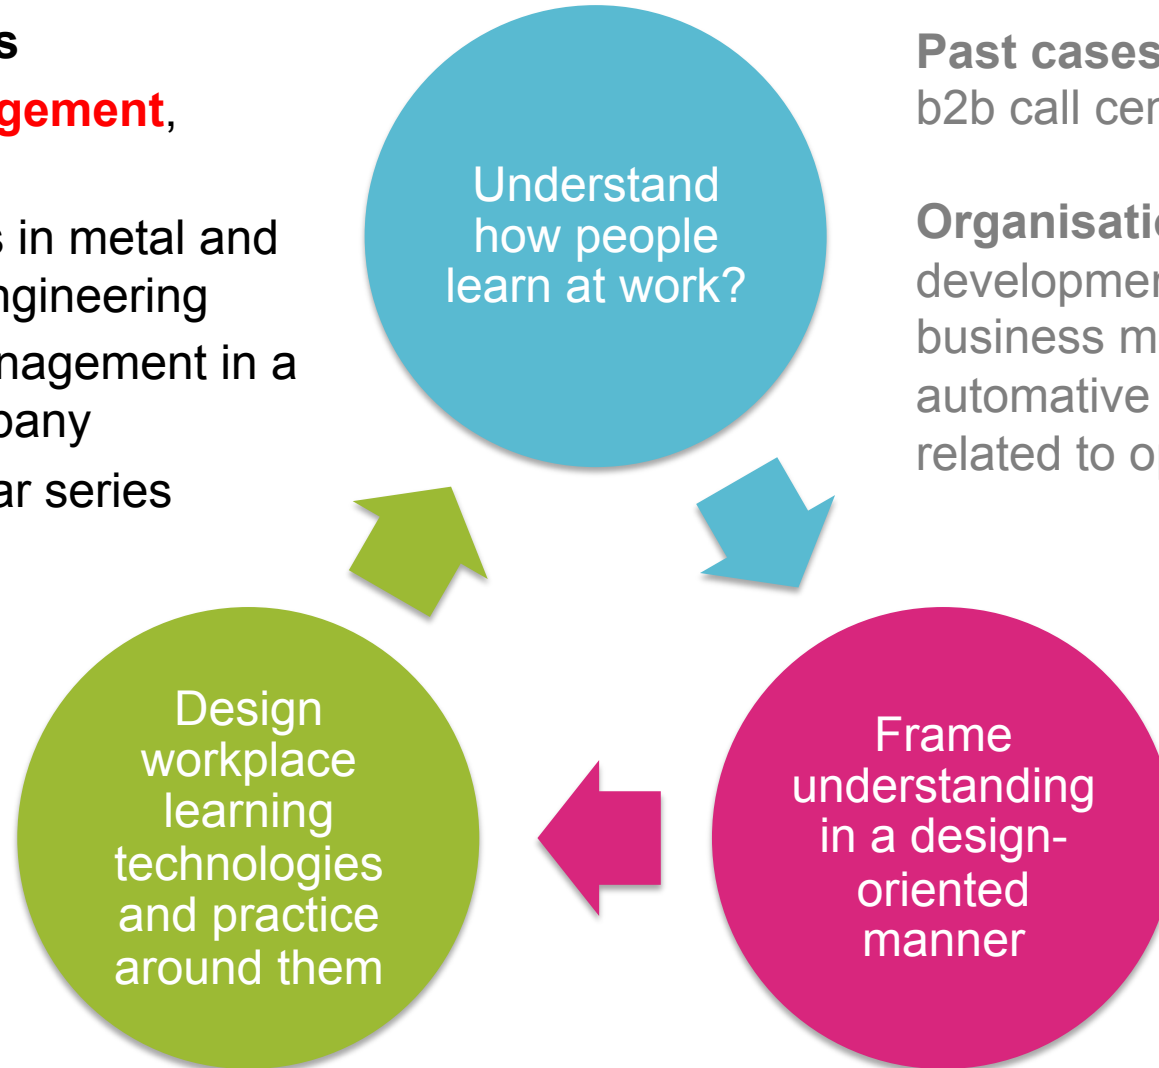 s
gement,
s in metal and
ngineering
nagement in a
pany
ar series
Understand
how people
learn at work?
Past cases
b2b call cer
Organisatio
developmer
business m
automative
related to op
Design
workplace
learning
technologies
and practice
around them
Frame
understanding
in a design-
oriented
manner